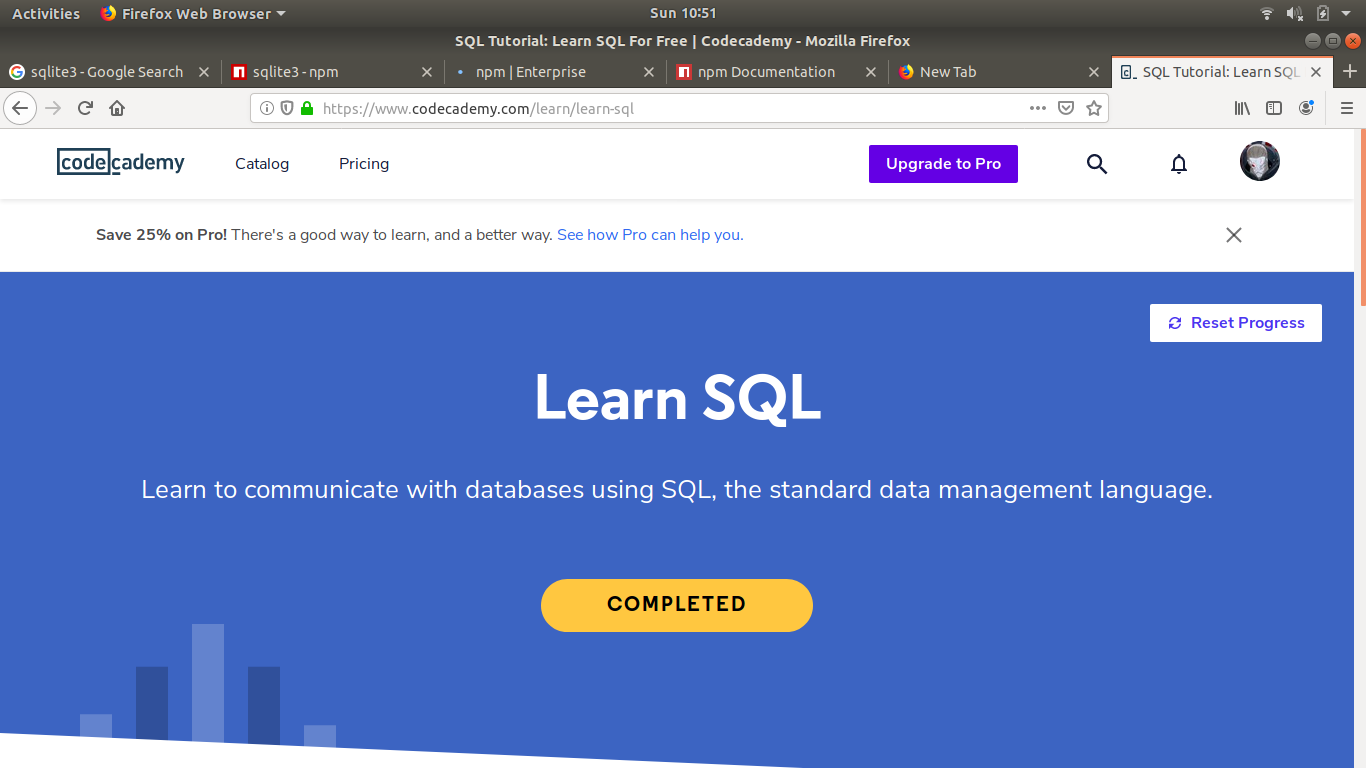 Activities Firefox Web Browser Sun 10:51
SQL Tutorial: Learn SQL For Free | Codecademy - Mozilla Firefox
sqlite3 - Google Search sqlite3 - npm npm | Enterprise npm Documentation New Tab SQL Tutorial: Learn SQL
https://www.codecademy.com/learn/learn-sql
codecademy Catalog Pricing Upgrade to Pro
Save 25% on Pro! There's a good way to learn, and a better way. See how Pro can help you.
Reset Progress
Learn SQL
Learn to communicate with databases using SQL, the standard data management language.
COMPLETED